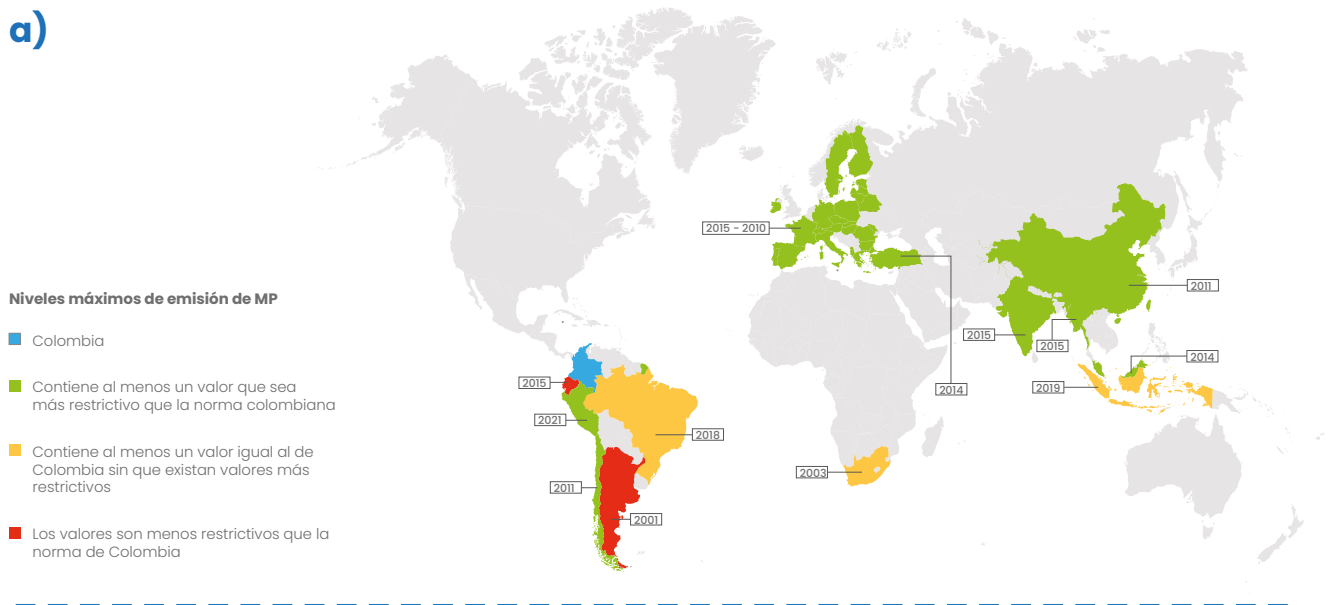 a)
2015 - 2010
2011
Niveles máximos de emisión de MP
2015
Colombia
2015
2014
2015
Contiene al menos un valor que sea
más restrictivo que la norma colombiana
2019
2014
2021
2018
Contiene al menos un valor igual al de
Colombia sin que existan valores más
restrictivos
2003
2011
2001
Los valores son menos restrictivos que la
norma de Colombia